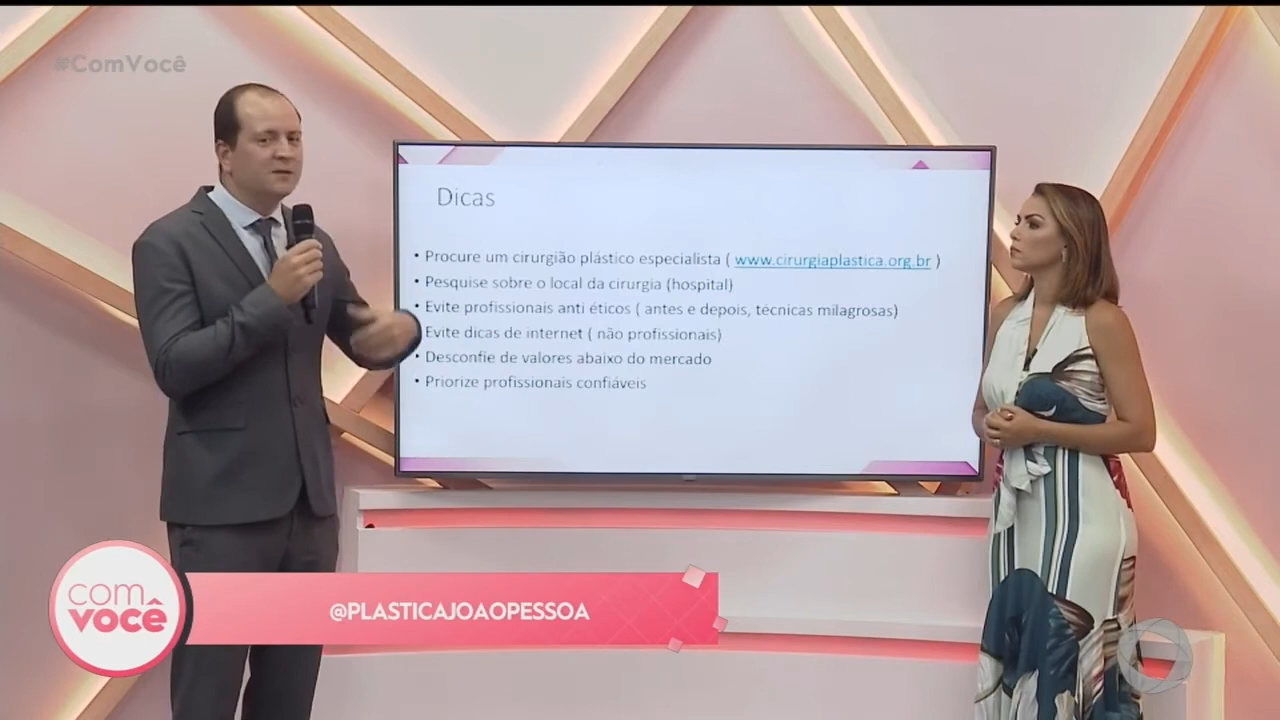 #ComVocê
Dicas
• Procure um cirurgião plástico especialista ( www.cirurgiaplastica.org.br )
• Pesquise sobre o local da cirurgia (hospital)
• Evite profissionais anti éticos ( antes e depois, técnicas milagrosas)
• Evite dicas de internet ( não profissionais)
• Desconfie de valores abaixo do mercado
• Priorize profissionais confiáveis
com
você
@PLASTICAJOAOPESSOA